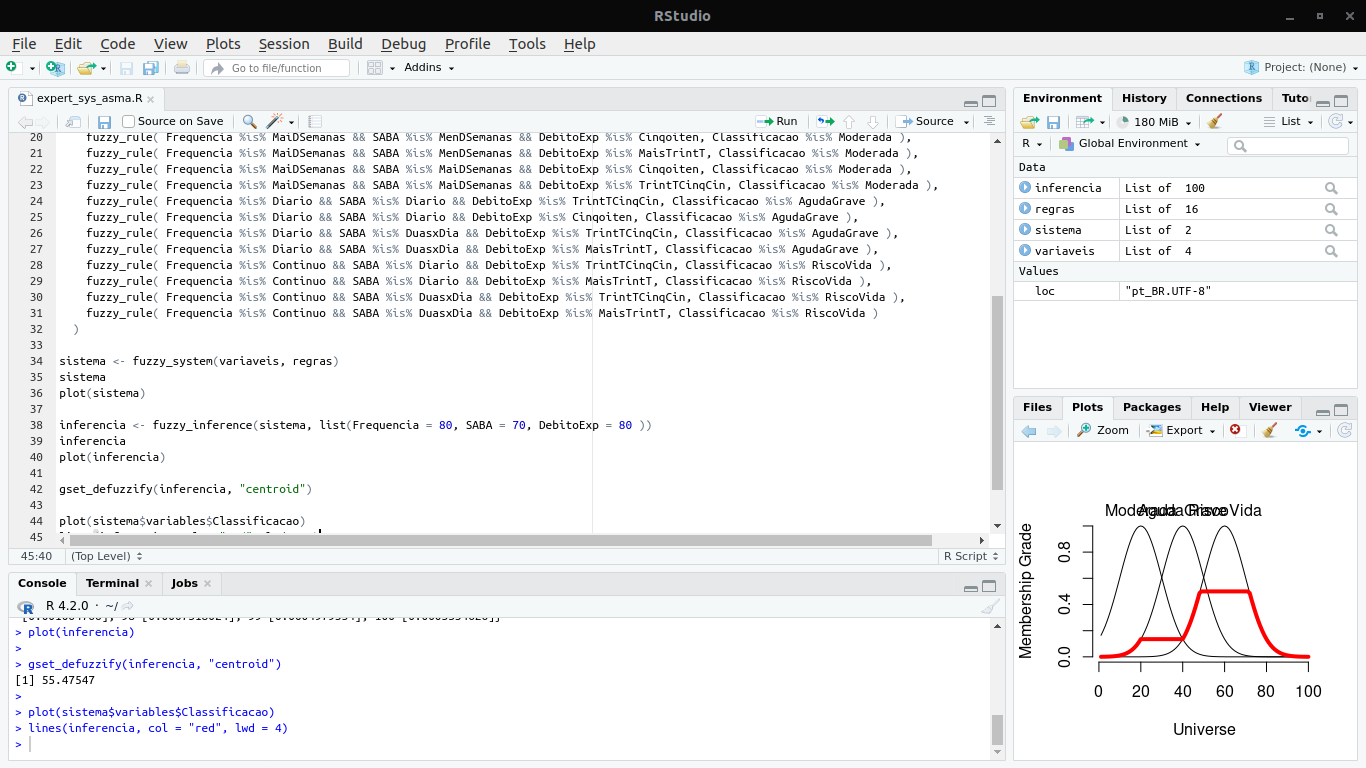 RStudio
File Edit Code View Plots Session Build Debug Profile Tools Help
Go to file/function Addins Project: (None)
expert_sys_asma.R
Source on Save Run Source
20 fuzzy_rule( Frequencia %is% MaiDSemanas && SABA %is% MenDSemanas && DebitoExp %is% Cinqoiten, Classificacao %is% Moderada ),
21 fuzzy_rule( Frequencia %is% MaiDSemanas && SABA %is% MenDSemanas && DebitoExp %is% MaisTrintT, Classificacao %is% Moderada ),
22 fuzzy_rule( Frequencia %is% MaiDSemanas && SABA %is% MaiDSemanas && DebitoExp %is% Cinqoiten, Classificacao %is% Moderada ),
23 fuzzy_rule( Frequencia %is% MaiDSemanas && SABA %is% MaiDSemanas && DebitoExp %is% TrintTCinqCin, Classificacao %is% Moderada ),
24 fuzzy_rule( Frequencia %is% Diario && SABA %is% Diario && DebitoExp %is% TrintTCinqCin, Classificacao %is% AgudaGrave ),
25 fuzzy_rule( Frequencia %is% Diario && SABA %is% Diario && DebitoExp %is% Cinqoiten, Classificacao %is% AgudaGrave ),
26 fuzzy_rule( Frequencia %is% Diario && SABA %is% DuasxDia && DebitoExp %is% TrintTCinqCin, Classificacao %is% AgudaGrave ),
27 fuzzy_rule( Frequencia %is% Diario && SABA %is% DuasxDia && DebitoExp %is% MaisTrintT, Classificacao %is% AgudaGrave ),
28 fuzzy_rule( Frequencia %is% Continuo && SABA %is% Diario && DebitoExp %is% TrintTCinqCin, Classificacao %is% RiscoVida ),
29 fuzzy_rule( Frequencia %is% Continuo && SABA %is% Diario && DebitoExp %is% MaisTrintT, Classificacao %is% RiscoVida ),
30 fuzzy_rule( Frequencia %is% Continuo && SABA %is% DuasxDia && DebitoExp %is% TrintTCinqCin, Classificacao %is% RiscoVida ),
31 fuzzy_rule( Frequencia %is% Continuo && SABA %is% DuasxDia && DebitoExp %is% MaisTrintT, Classificacao %is% RiscoVida )
32 )
33
34 sistema <- fuzzy_system(variaveis, regras)
35 sistema
36 plot(sistema)
37
38 inferencia <- fuzzy_inference(sistema, list(Frequencia = 80, SABA = 70, DebitoExp = 80 ))
39 inferencia
40 plot(inferencia)
41
42 gset_defuzzify(inferencia, "centroid")
43
44 plot(sistema$variables$Classificacao)
45
45:40 (Top Level) R Script
Console Terminal Jobs
R 4.2.0 · ~/
> plot(inferencia)
>
> gset_defuzzify(inferencia, "centroid")
[1] 55.47547
>
> plot(sistema$variables$Classificacao)
> lines(inferencia, col = "red", lwd = 4)
>
Environment History Connections Tuto
180 MiB List
R Global Environment
Data
inferencia List of 100
regras List of 16
sistema List of 2
variaveis List of 4
Values
loc "pt_BR.UTF-8"
Files Plots Packages Help Viewer
Zoom Export
Membership Grade
0.8
0.4
0.0
0 20 40 60 80 100
Universe